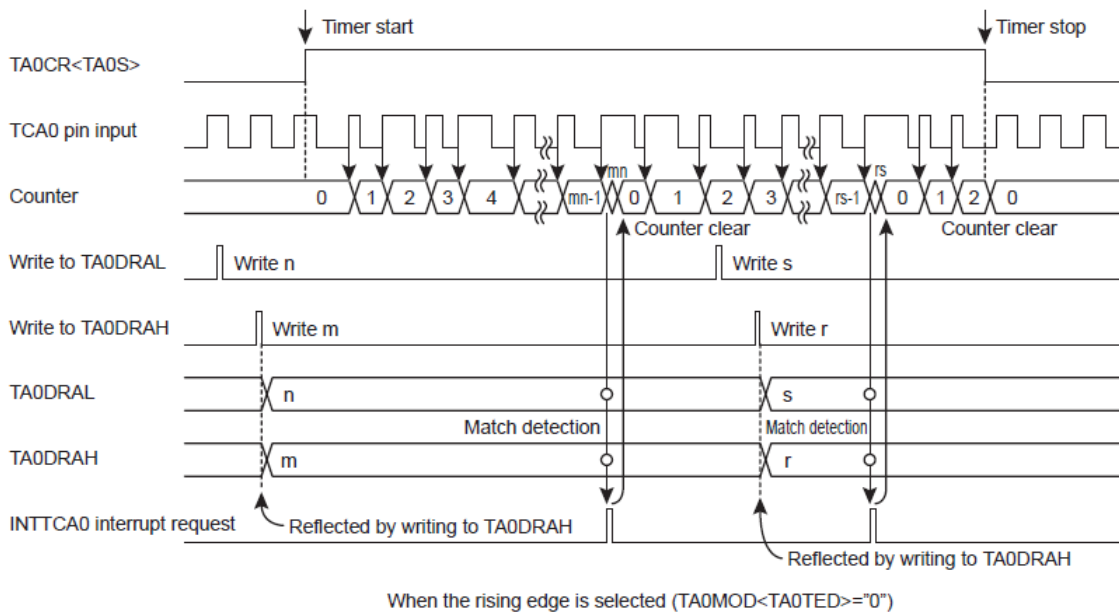 Timer start
Timer stop
TA0CR<TA0S>
TCA0 pin input
mn
rs
Counter
0 1 2 3 4 mn-1 0 1 2 3 rs-1 0 1 2 0
Counter clear
Counter clear
Write to TA0DRAL
Write n
Write s
Write to TA0DRAH
Write m
Write r
TA0DRAL
n
s
Match detection
Match detection
TA0DRAH
m
r
INTTCA0 interrupt request
Reflected by writing to TA0DRAH
Reflected by writing to TA0DRAH
When the rising edge is selected (TA0MOD<TA0TED>="0")